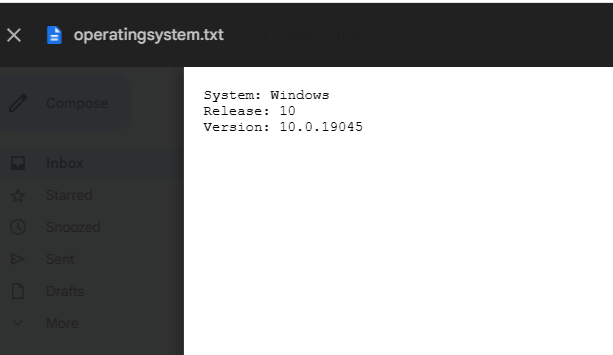 operatingsystem.txt
System: Windows
Release: 10
Version: 10.0.19045
Compose
Inbox
Starred
Snoozed
Sent
Drafts
More